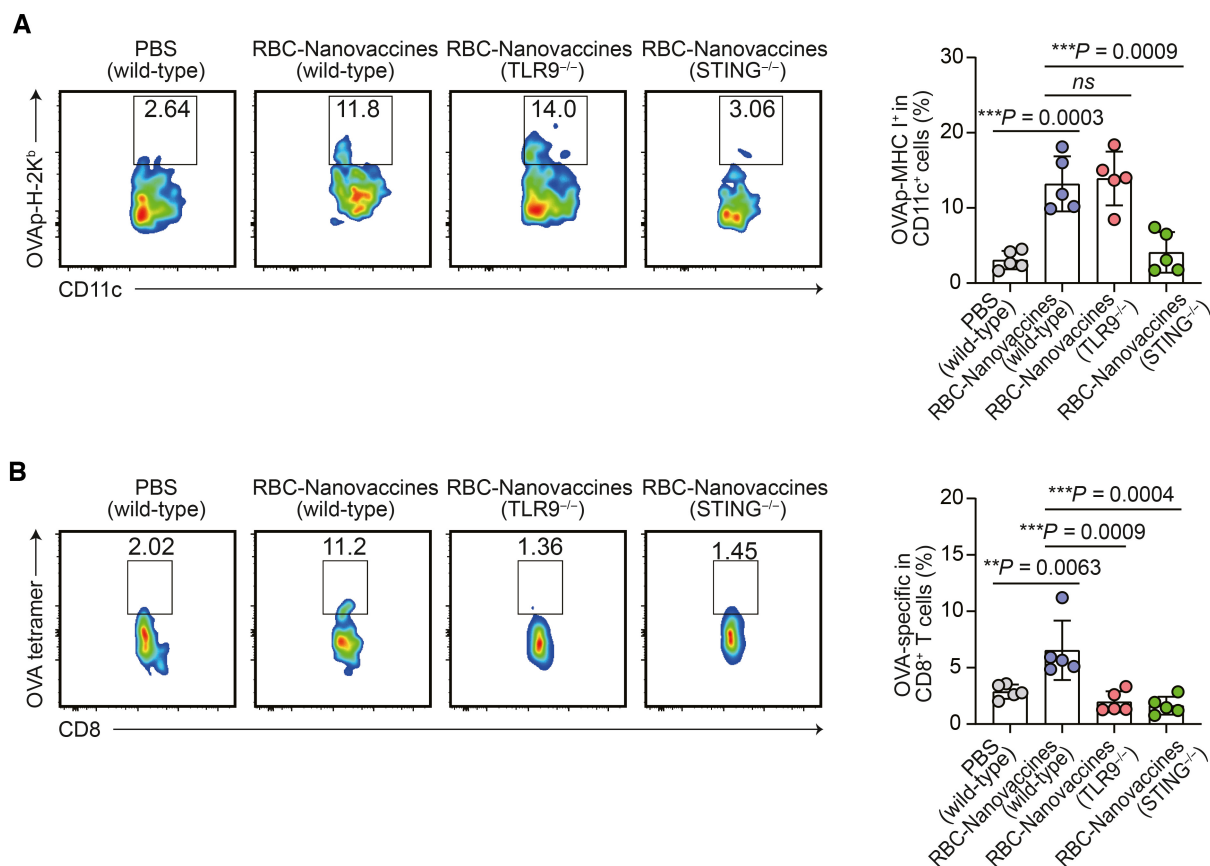 A
PBS
(wild-type)
RBC-Nanovaccines
(wild-type)
RBC-Nanovaccines
(TLR9⁻/⁻)
RBC-Nanovaccines
(STING⁻/⁻)
2.64
11.8
14.0
3.06
OVAp-H-2Kᵇ
CD11c
30
20
10
0
OVAp-MHC I⁺ in
CD11c⁺ cells (%)
***P = 0.0009
ns
***P = 0.0003
PBS
(wild-type)
RBC-Nanovaccines
(wild-type)
RBC-Nanovaccines
(TLR9⁻/⁻)
RBC-Nanovaccines
(STING⁻/⁻)
B
PBS
(wild-type)
RBC-Nanovaccines
(wild-type)
RBC-Nanovaccines
(TLR9⁻/⁻)
RBC-Nanovaccines
(STING⁻/⁻)
2.02
11.2
1.36
1.45
OVA tetramer
CD8
20
15
10
5
0
OVA-specific in
CD8⁺ T cells (%)
***P = 0.0004
***P = 0.0009
**P = 0.0063
PBS
(wild-type)
RBC-Nanovaccines
(wild-type)
RBC-Nanovaccines
(TLR9⁻/⁻)
RBC-Nanovaccines
(STING⁻/⁻)